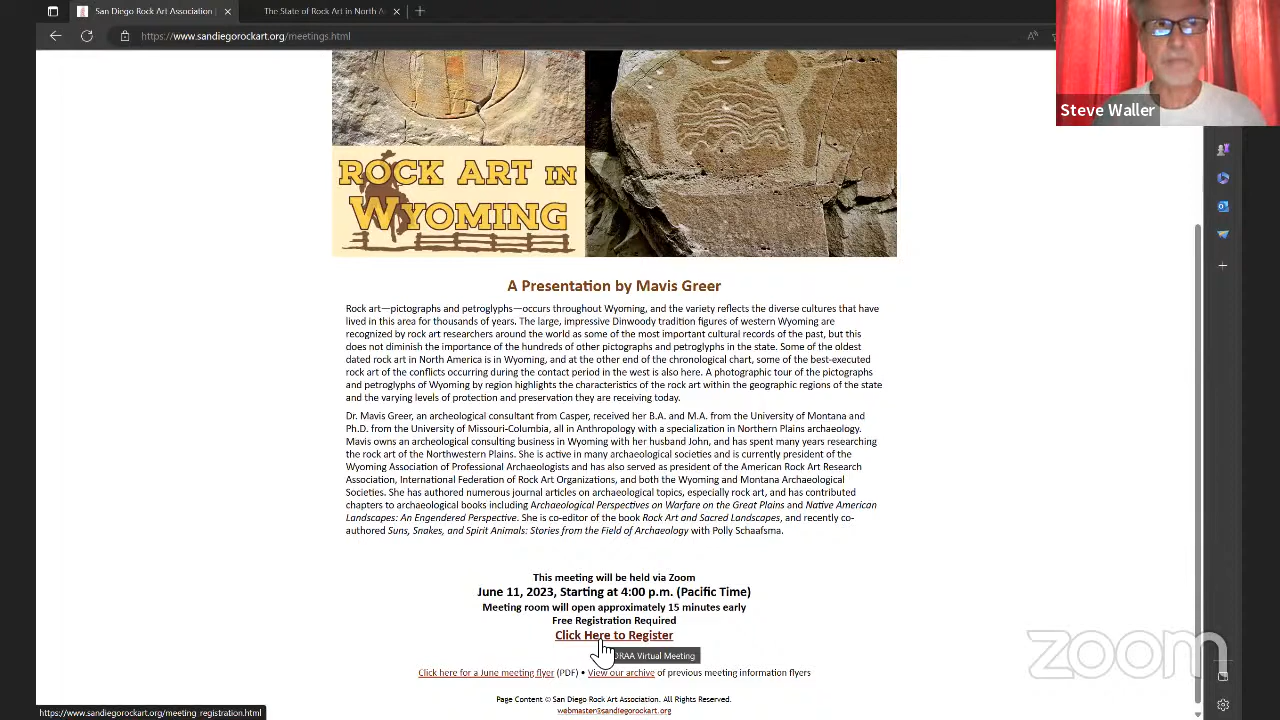 San Diego Rock Art Association |
The State of Rock Art in North A
https://www.sandiegorockart.org/meetings.html
Steve Waller
ROCK ART IN
WYOMING
A Presentation by Mavis Greer
Rock art—pictographs and petroglyphs—occurs throughout Wyoming, and the variety reflects the diverse cultures that have
lived in this area for thousands of years. The large, impressive Dinwoody tradition figures of western Wyoming are
recognized by rock art researchers around the world as some of the most important cultural records of the past, but this
does not diminish the importance of the hundreds of other pictographs and petroglyphs in the state. Some of the oldest
dated rock art in North America is in Wyoming, and at the other end of the chronological chart, some of the best-executed
rock art of the conflicts occurring during the contact period in the west is also here. A photographic tour of the pictographs
and petroglyphs of Wyoming by region highlights the characteristics of the rock art within the geographic regions of the state
and the varying levels of protection and preservation they are receiving today.
Dr. Mavis Greer, an archeological consultant from Casper, received her B.A. and M.A. from the University of Montana and
Ph.D. from the University of Missouri-Columbia, all in Anthropology with a specialization in Northern Plains archaeology.
Mavis owns an archeological consulting business in Wyoming with her husband John, and has spent many years researching
the rock art of the Northwestern Plains. She is active in many archaeological societies and is currently president of the
Wyoming Association of Professional Archaeologists and has also served as president of the American Rock Art Research
Association, International Federation of Rock Art Organizations, and both the Wyoming and Montana Archaeological
Societies. She has authored numerous journal articles on archaeological topics, especially rock art, and has contributed
chapters to archaeological books including Archaeological Perspectives on Warfare on the Great Plains and Native American
Landscapes: An Engendered Perspective. She is co-editor of the book Rock Art and Sacred Landscapes, and recently co-
authored Suns, Snakes, and Spirit Animals: Stories from the Field of Archaeology with Polly Schaafsma.
This meeting will be held via Zoom
June 11, 2023, Starting at 4:00 p.m. (Pacific Time)
Meeting room will open approximately 15 minutes early
Free Registration Required
Click Here to Register
DRAA Virtual Meeting
Click here for a June meeting flyer (PDF) • View our archive of previous meeting information flyers
Page Content © San Diego Rock Art Association. All Rights Reserved.
webmaster@sandiegorockart.org
https://www.sandiegorockart.org/meeting_registration.html
zoom